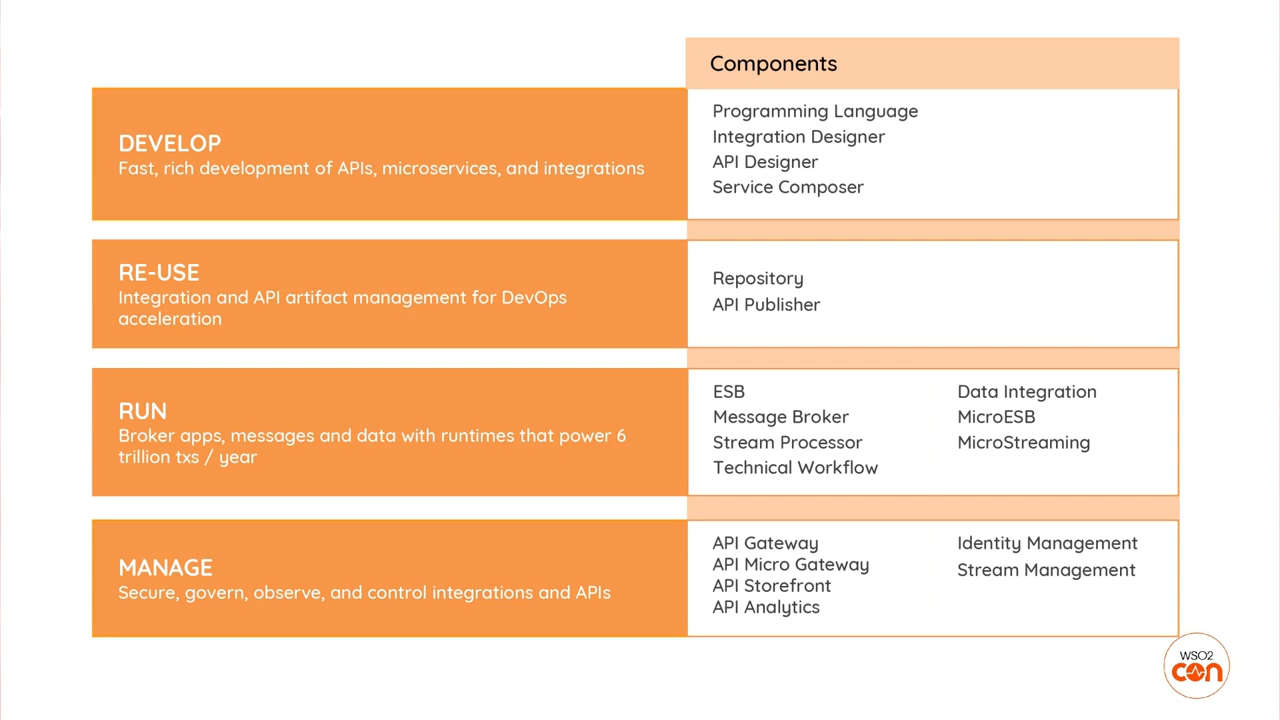 Components
DEVELOP
Fast, rich development of APIs, microservices, and integrations
Programming Language
Integration Designer
API Designer
Service Composer
RE-USE
Integration and API artifact management for DevOps
acceleration
Repository
API Publisher
RUN
Broker apps, messages and data with runtimes that power 6
trillion txs / year
ESB
Message Broker
Stream Processor
Technical Workflow
Data Integration
MicroESB
MicroStreaming
MANAGE
Secure, govern, observe, and control integrations and APIs
API Gateway
API Micro Gateway
API Storefront
API Analytics
Identity Management
Stream Management
WSO2
con